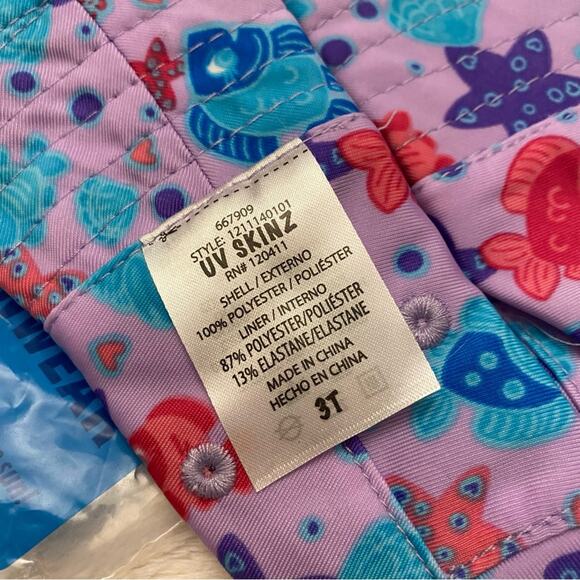 667909
STYLE: 1211140101
UV SKINZ
RN# 120411
SHELL/EXTERNO
100% POLYESTER/POLIÉSTER
LINER/INTERNO
87% POLYESTER/POLIÉSTER
13% ELASTANE/ELASTANE
MADE IN CHINA
HECHO EN CHINA
3T
WEAR